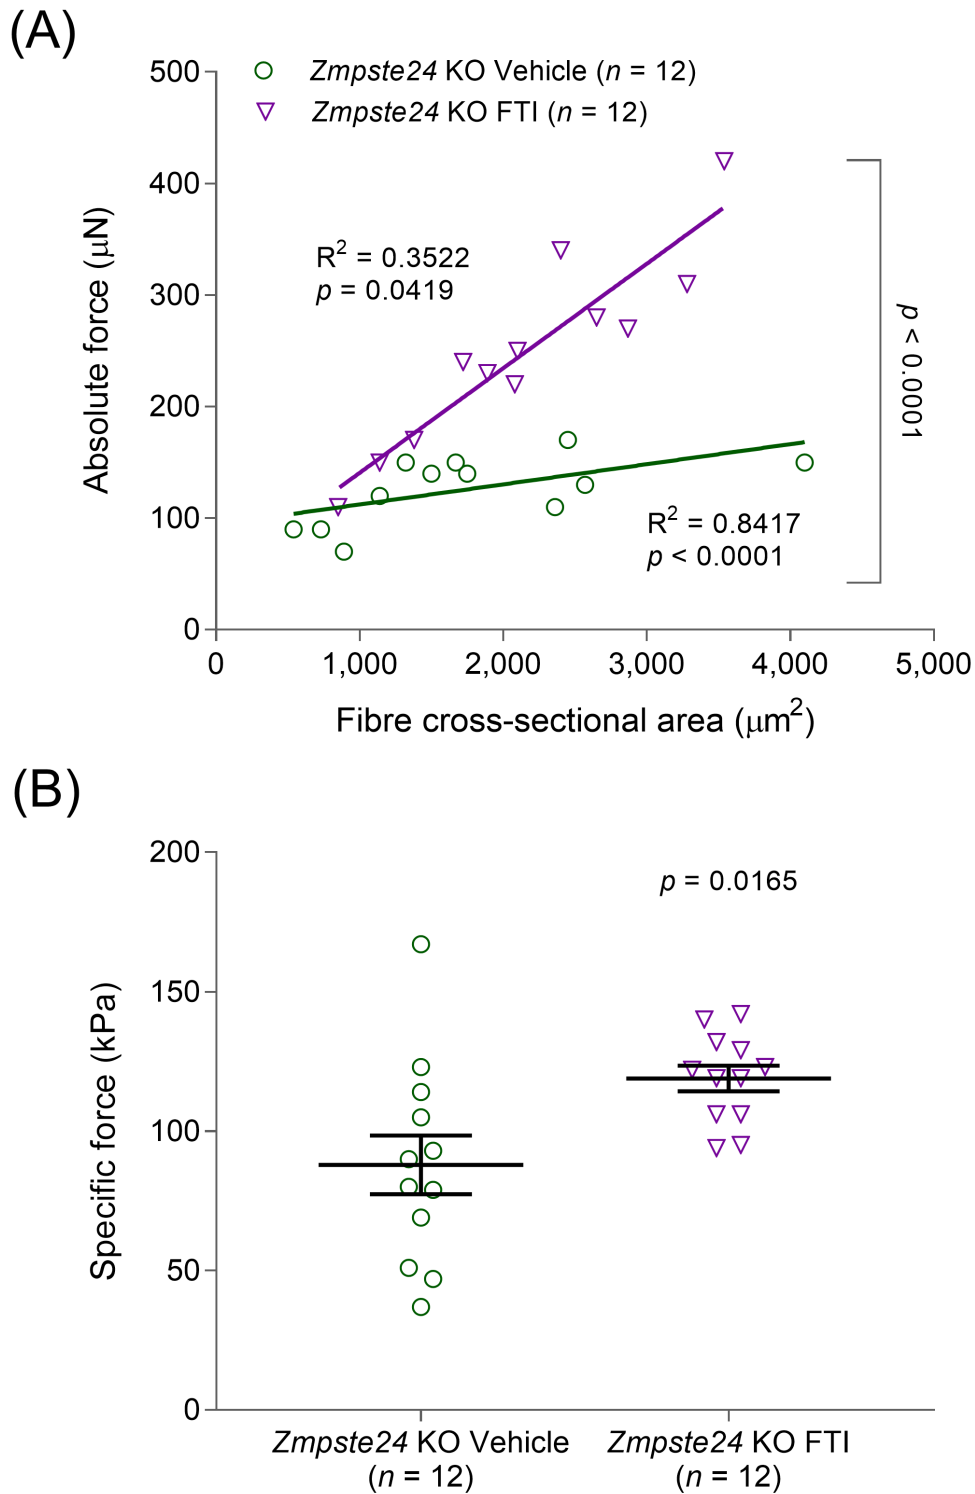 (A)
Zmpste24 KO Vehicle (n = 12)
Zmpste24 KO FTI (n = 12)
500
400
300
200
100
0
Absolute force (μN)
R² = 0.3522
p = 0.0419
R² = 0.8417
p < 0.0001
p < 0.0001
0 1,000 2,000 3,000 4,000 5,000
Fibre cross-sectional area (μm²)
(B)
200
150
100
50
0
Specific force (kPa)
p = 0.0165
Zmpste24 KO Vehicle
(n = 12)
Zmpste24 KO FTI
(n = 12)